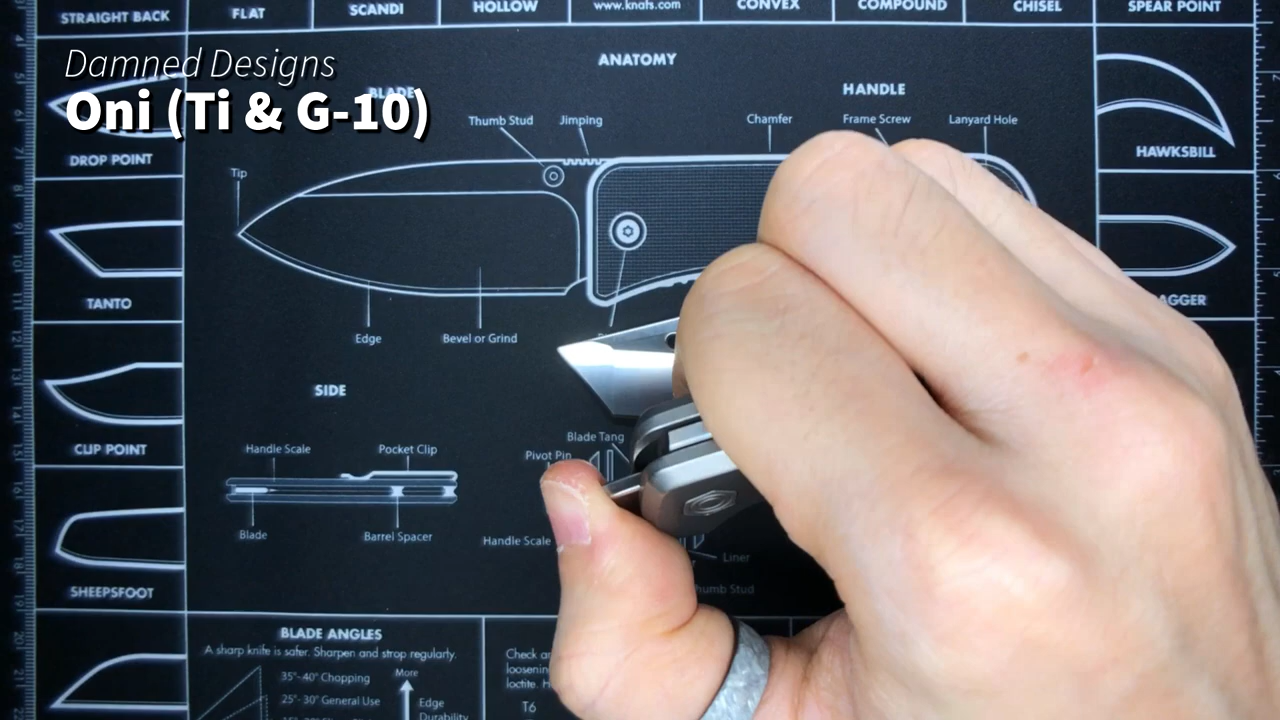 STRAIGHT BACK
FLAT
SCANDI
HOLLOW
www.knafs.com
CONVEX
COMPOUND
CHISEL
SPEAR POINT
Damned Designs
Oni (Ti & G-10)
ANATOMY
BLADE
HANDLE
Thumb Stud
Jimping
Chamfer
Frame Screw
Lanyard Hole
Tip
DROP POINT
HAWKSBILL
TANTO
Edge
Bevel or Grind
SIDE
CLIP POINT
Handle Scale
Pocket Clip
Blade Tang
Pivot Pin
Blade
Barrel Spacer
Handle Scale
Liner
SHEEPSFOOT
BLADE ANGLES
A sharp knife is safer. Sharpen and strop regularly.
35°-40° Chopping
25°-30° General Use
More
Edge
Durability
loctite.
T6